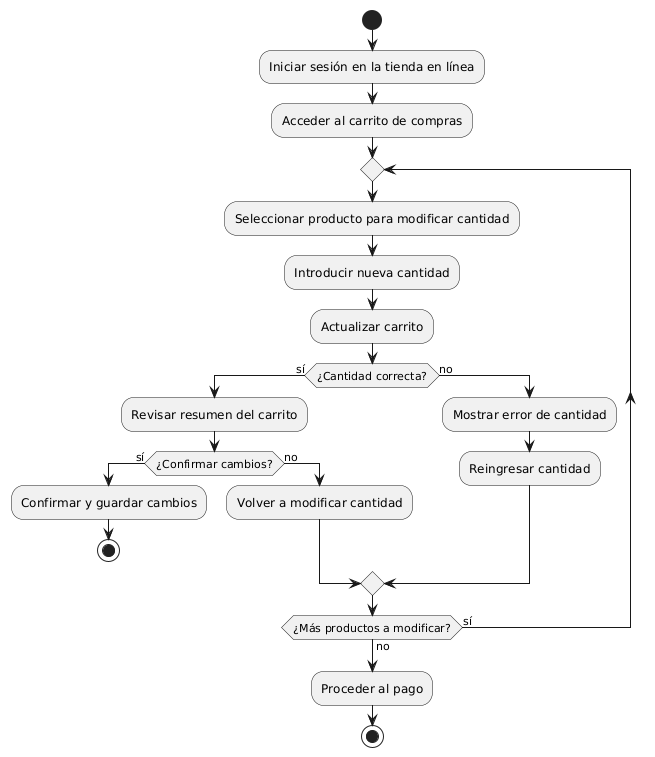 Iniciar sesión en la tienda en línea
Acceder al carrito de compras
Seleccionar producto para modificar cantidad
Introducir nueva cantidad
Actualizar carrito
sí
¿Cantidad correcta?
no
Revisar resumen del carrito
Mostrar error de cantidad
sí
¿Confirmar cambios?
no
Reingresar cantidad
Confirmar y guardar cambios
Volver a modificar cantidad
¿Más productos a modificar?
sí
no
Proceder al pago